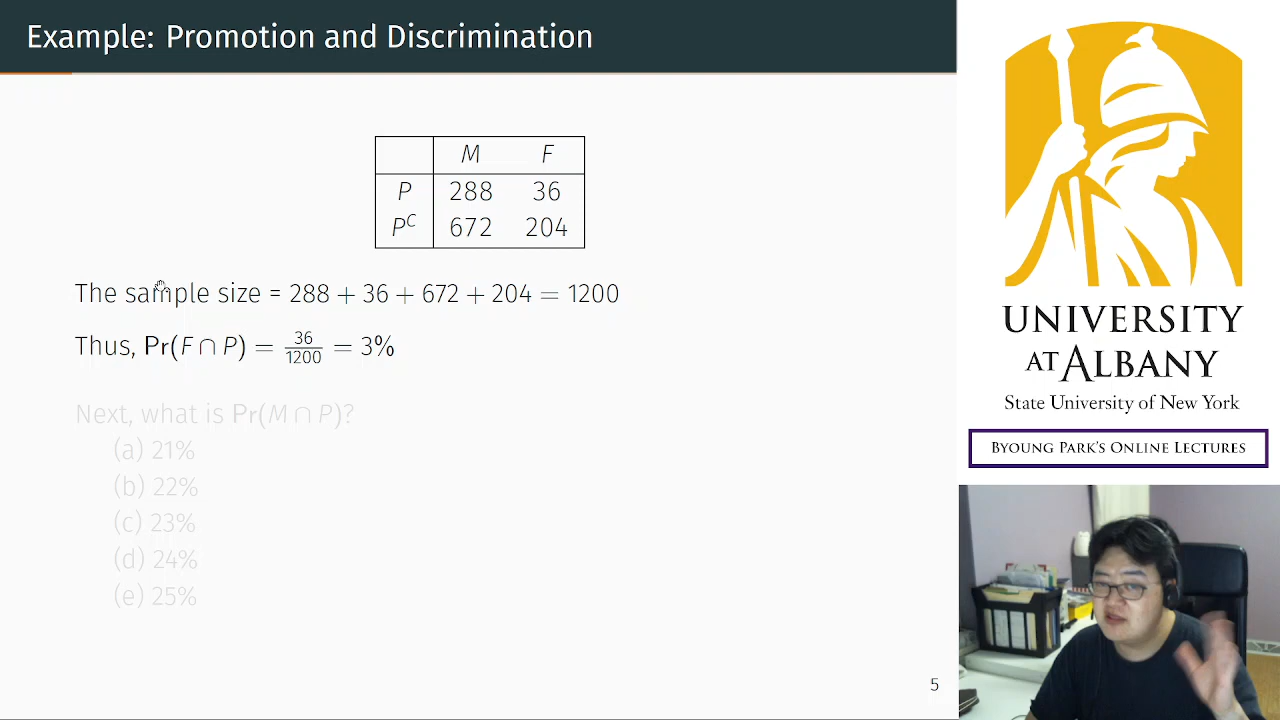 Example: Promotion and Discrimination
M F
P 288 36
Pᶜ 672 204
The sample size = 288 + 36 + 672 + 204 = 1200
Thus, Pr(F ∩ P) = 36/1200 = 3%
Next, what is Pr(M ∩ P)?
(a) 21%
(b) 22%
(c) 23%
(d) 24%
(e) 25%
5
UNIVERSITY
AT ALBANY
State University of New York
BYOUNG PARK'S ONLINE LECTURES